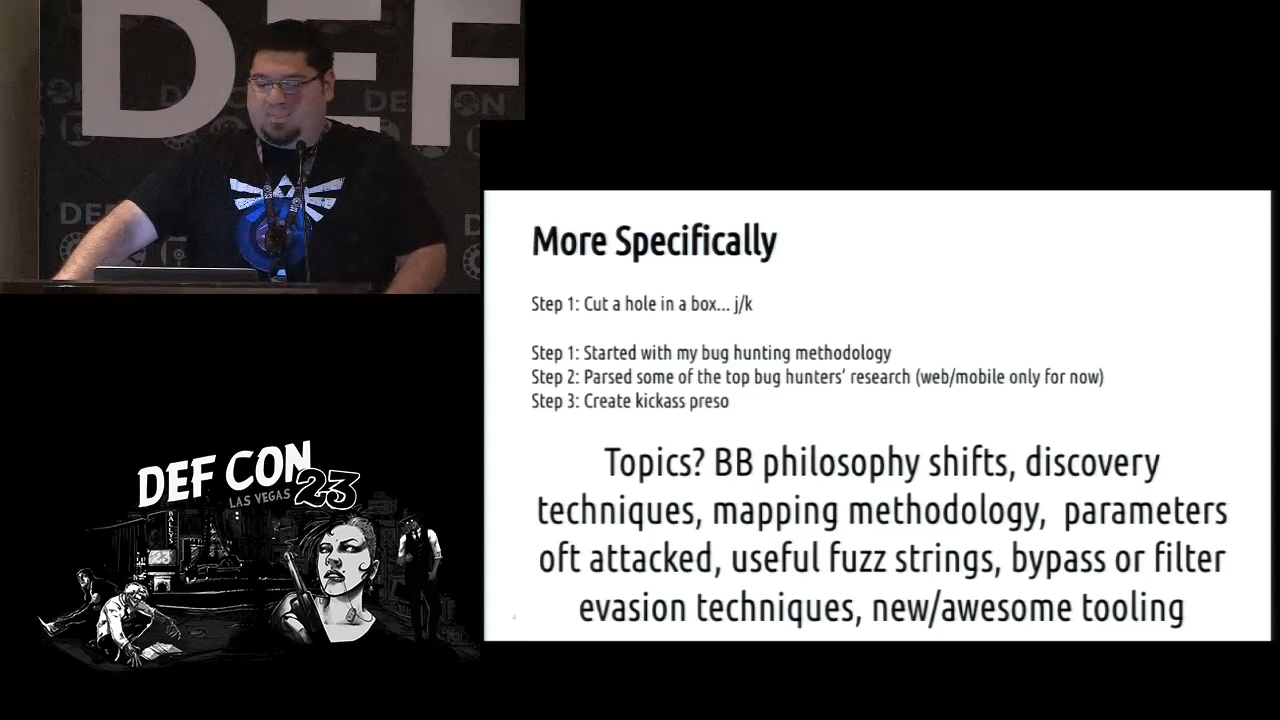 DEF
DEF CON
More Specifically
Step 1: Cut a hole in a box... j/k
Step 1: Started with my bug hunting methodology
Step 2: Parsed some of the top bug hunters’ research (web/mobile only for now)
Step 3: Create kickass preso
Topics? BB philosophy shifts, discovery
techniques, mapping methodology,  parameters
oft attacked, useful fuzz strings, bypass or filter
evasion techniques, new/awesome tooling
DEF CON
23
LAS VEGAS
BALLYS